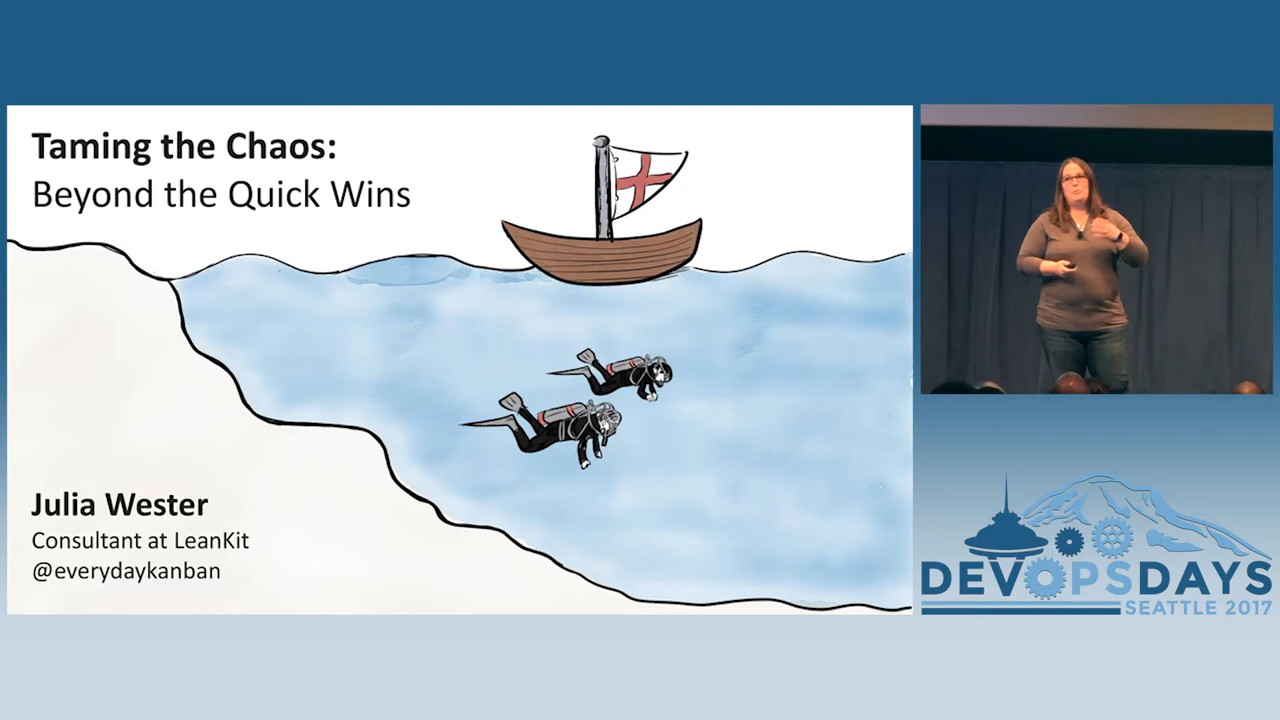 Taming the Chaos:
Beyond the Quick Wins
Julia Wester
Consultant at LeanKit
@everydaykanban
DEVOPSDAYS
SEATTLE 2017